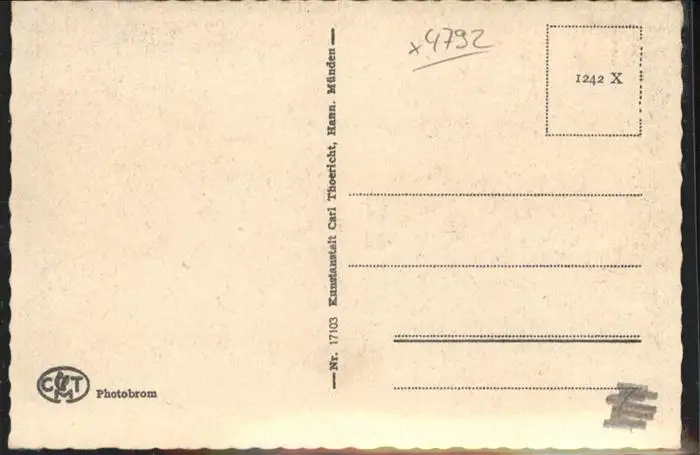 x4792
1242 X
Nr. 17103 Kunstanstalt Carl Thoericht, Hann. Münden
CMT
Photobrom